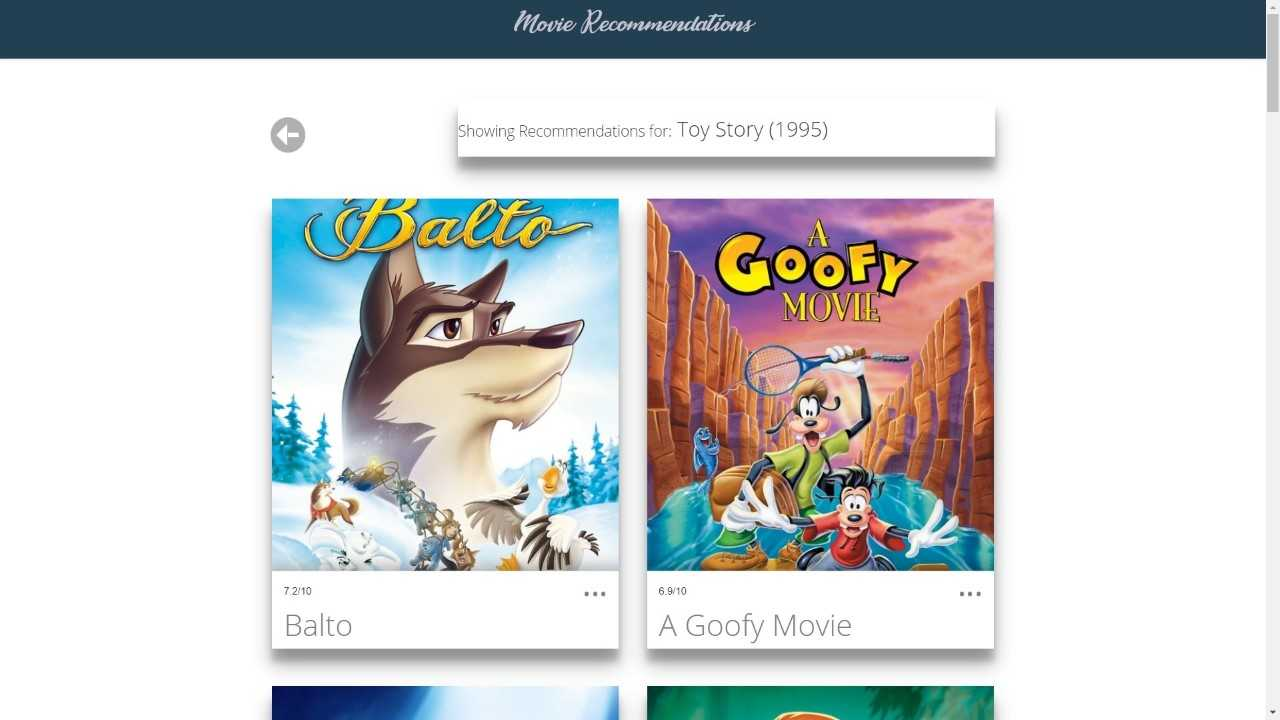 Movie Recommendations
Showing Recommendations for: Toy Story (1995)
Balto
A
GOOFY
MOVIE
7.2/10
...
Balto
6.9/10
...
A Goofy Movie